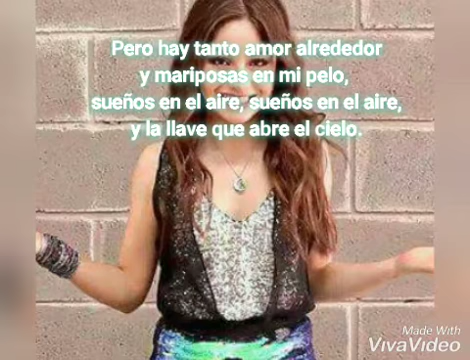 Pero hay tanto amor alrededor
y mariposas en mi pelo,
sueños en el aire, sueños en el aire,
y la llave que abre el cielo.
Made With
VivaVideo